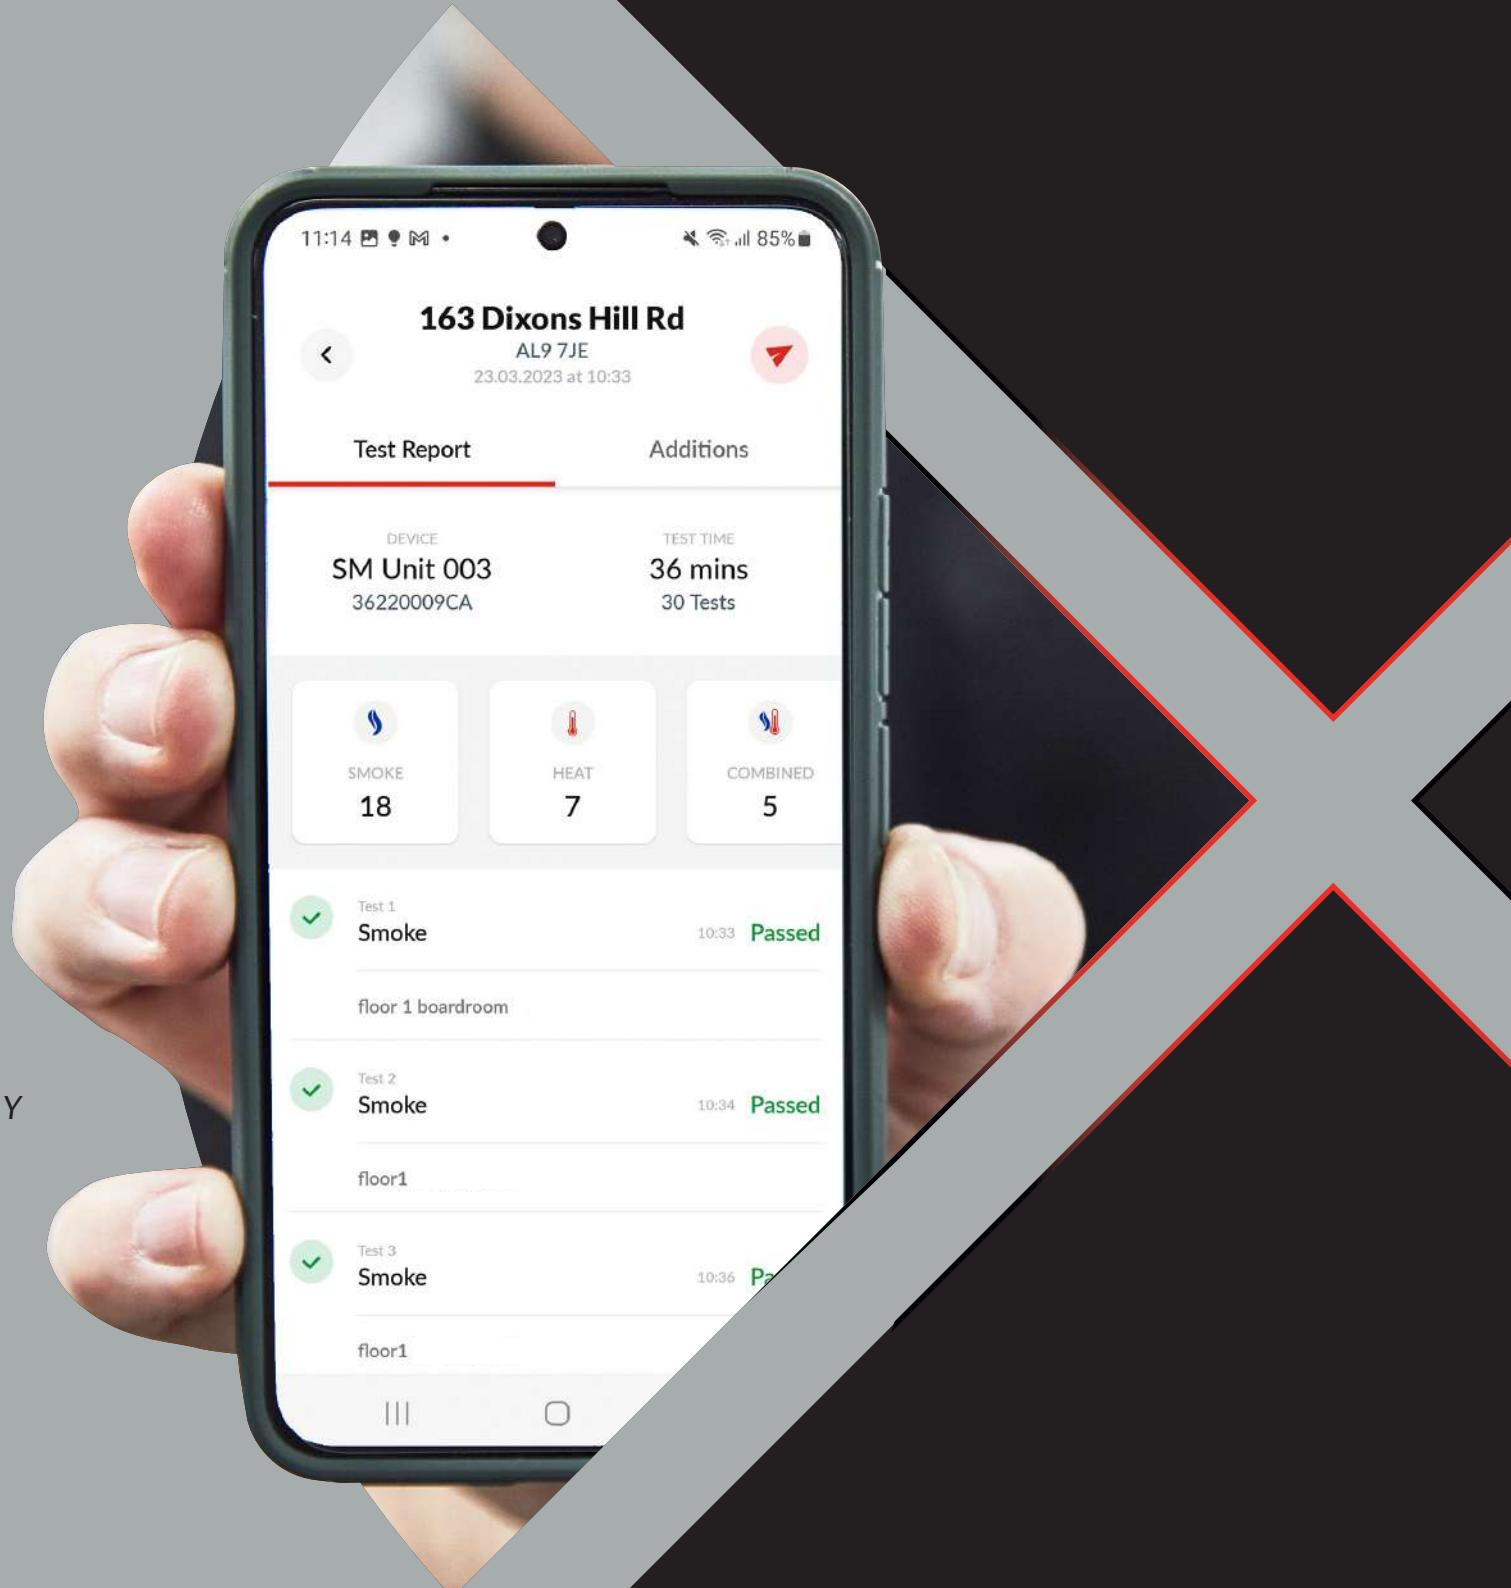 11:14
85%
163 Dixons Hill Rd
AL9 7JE
23.03.2023 at 10:33
Test Report Additions
DEVICE TEST TIME
SM Unit 003 36 mins
36220009CA 30 Tests
SMOKE HEAT COMBINED
18 7 5
Test 1
Smoke 10:33 Passed
floor 1 boardroom
Test 2
Smoke 10:34 Passed
floor1
Test 3
Smoke 10:36 Pa
floor1
Y